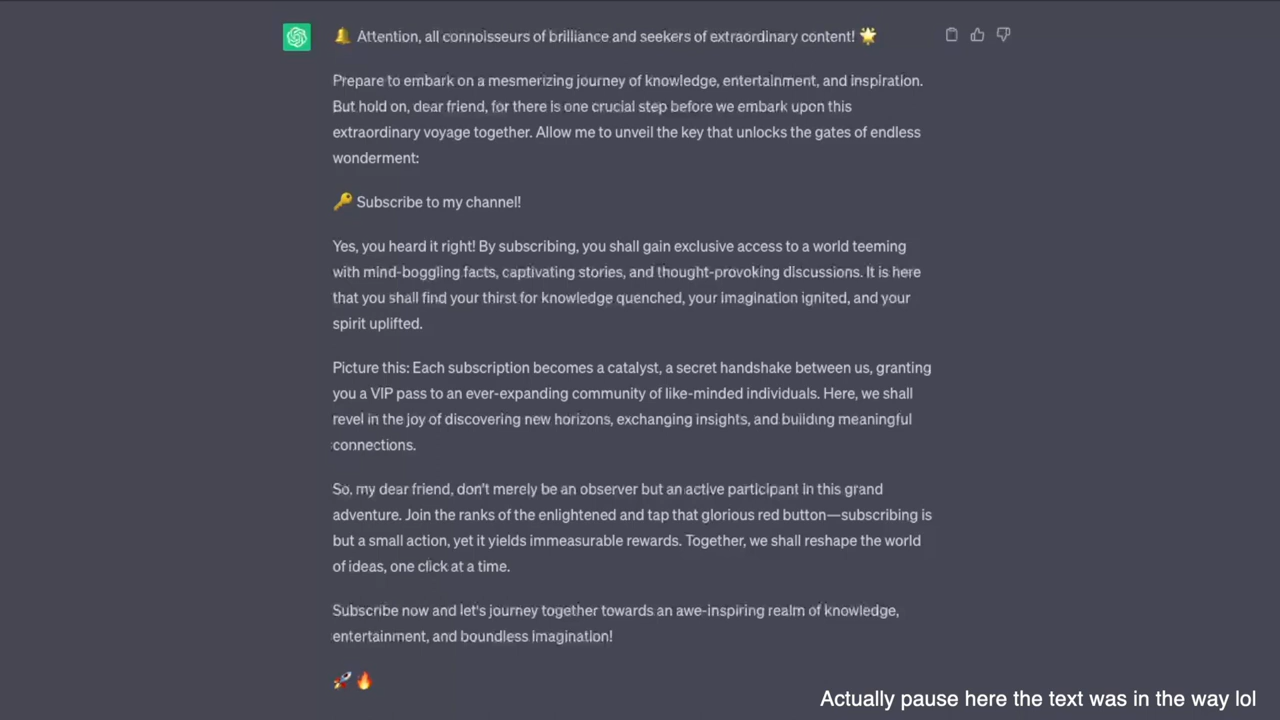 🔔 Attention, all connoisseurs of brilliance and seekers of extraordinary content! 🌟
Prepare to embark on a mesmerizing journey of knowledge, entertainment, and inspiration.
But hold on, dear friend, for there is one crucial step before we embark upon this
extraordinary voyage together. Allow me to unveil the key that unlocks the gates of endless
wonderment:
🔑 Subscribe to my channel!
Yes, you heard it right! By subscribing, you shall gain exclusive access to a world teeming
with mind-boggling facts, captivating stories, and thought-provoking discussions. It is here
that you shall find your thirst for knowledge quenched, your imagination ignited, and your
spirit uplifted.
Picture this: Each subscription becomes a catalyst, a secret handshake between us, granting
you a VIP pass to an ever-expanding community of like-minded individuals. Here, we shall
revel in the joy of discovering new horizons, exchanging insights, and building meaningful
connections.
So, my dear friend, don't merely be an observer but an active participant in this grand
adventure. Join the ranks of the enlightened and tap that glorious red button—subscribing is
but a small action, yet it yields immeasurable rewards. Together, we shall reshape the world
of ideas, one click at a time.
Subscribe now and let's journey together towards an awe-inspiring realm of knowledge,
entertainment, and boundless imagination!
🚀🔥
Actually pause here the text was in the way lol